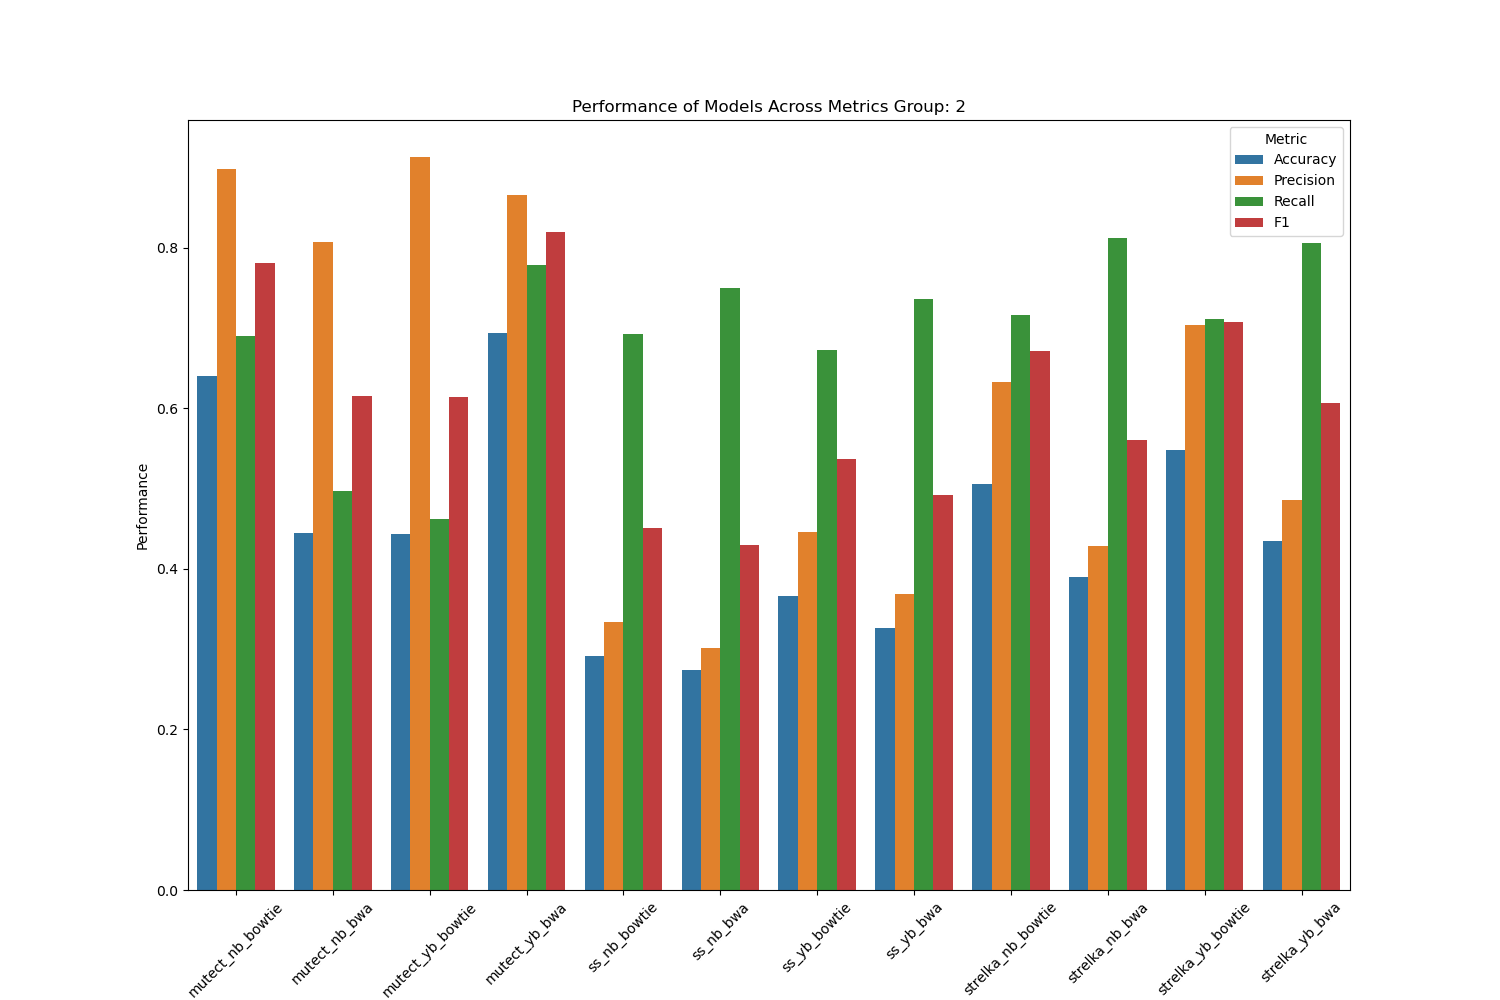 Performance of Models Across Metrics Group: 2
Metric
Accuracy
Precision
Recall
F1
Performance
0.8
0.6
0.4
0.2
0.0
mutect_nb_bowtie
mutect_nb_bwa
mutect_yb_bowtie
mutect_yb_bwa
ss_nb_bowtie
ss_nb_bwa
ss_yb_bowtie
ss_yb_bwa
strelka_nb_bowtie
strelka_nb_bwa
strelka_yb_bowtie
strelka_yb_bwa